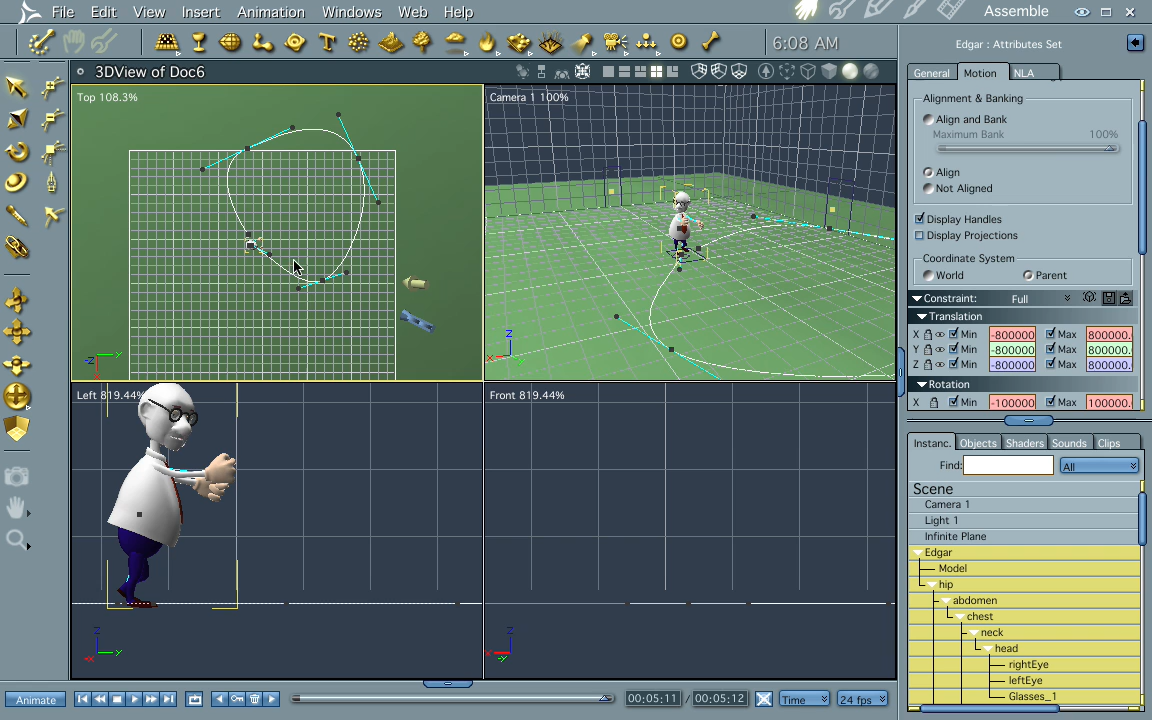 File Edit View Insert Animation Windows Web Help
Assemble
6:08 AM
Edgar : Attributes Set
3DView of Doc6
General Motion NLA
Top 108.3%
Camera 1 100%
Alignment & Banking
Align and Bank
Maximum Bank 100%
Align
Not Aligned
Display Handles
Display Projections
Coordinate System
World Parent
Constraint: Full
Translation
X Min -800000 Max 800000.
Y Min -800000 Max 800000.
Z Min -800000 Max 800000.
Rotation
X Min -100000 Max 100000.
-Z Y
Z X
Left 819.44%
Front 819.44%
Instanc. Objects Shaders Sounds Clips
Find: All
Scene
Camera 1
Light 1
Infinite Plane
Edgar
Model
hip
abdomen
chest
neck
head
rightEye
leftEye
Glasses_1
Z Y -X
Z X -Y
Animate
00:05:11 / 00:05:12 Time 24 fps